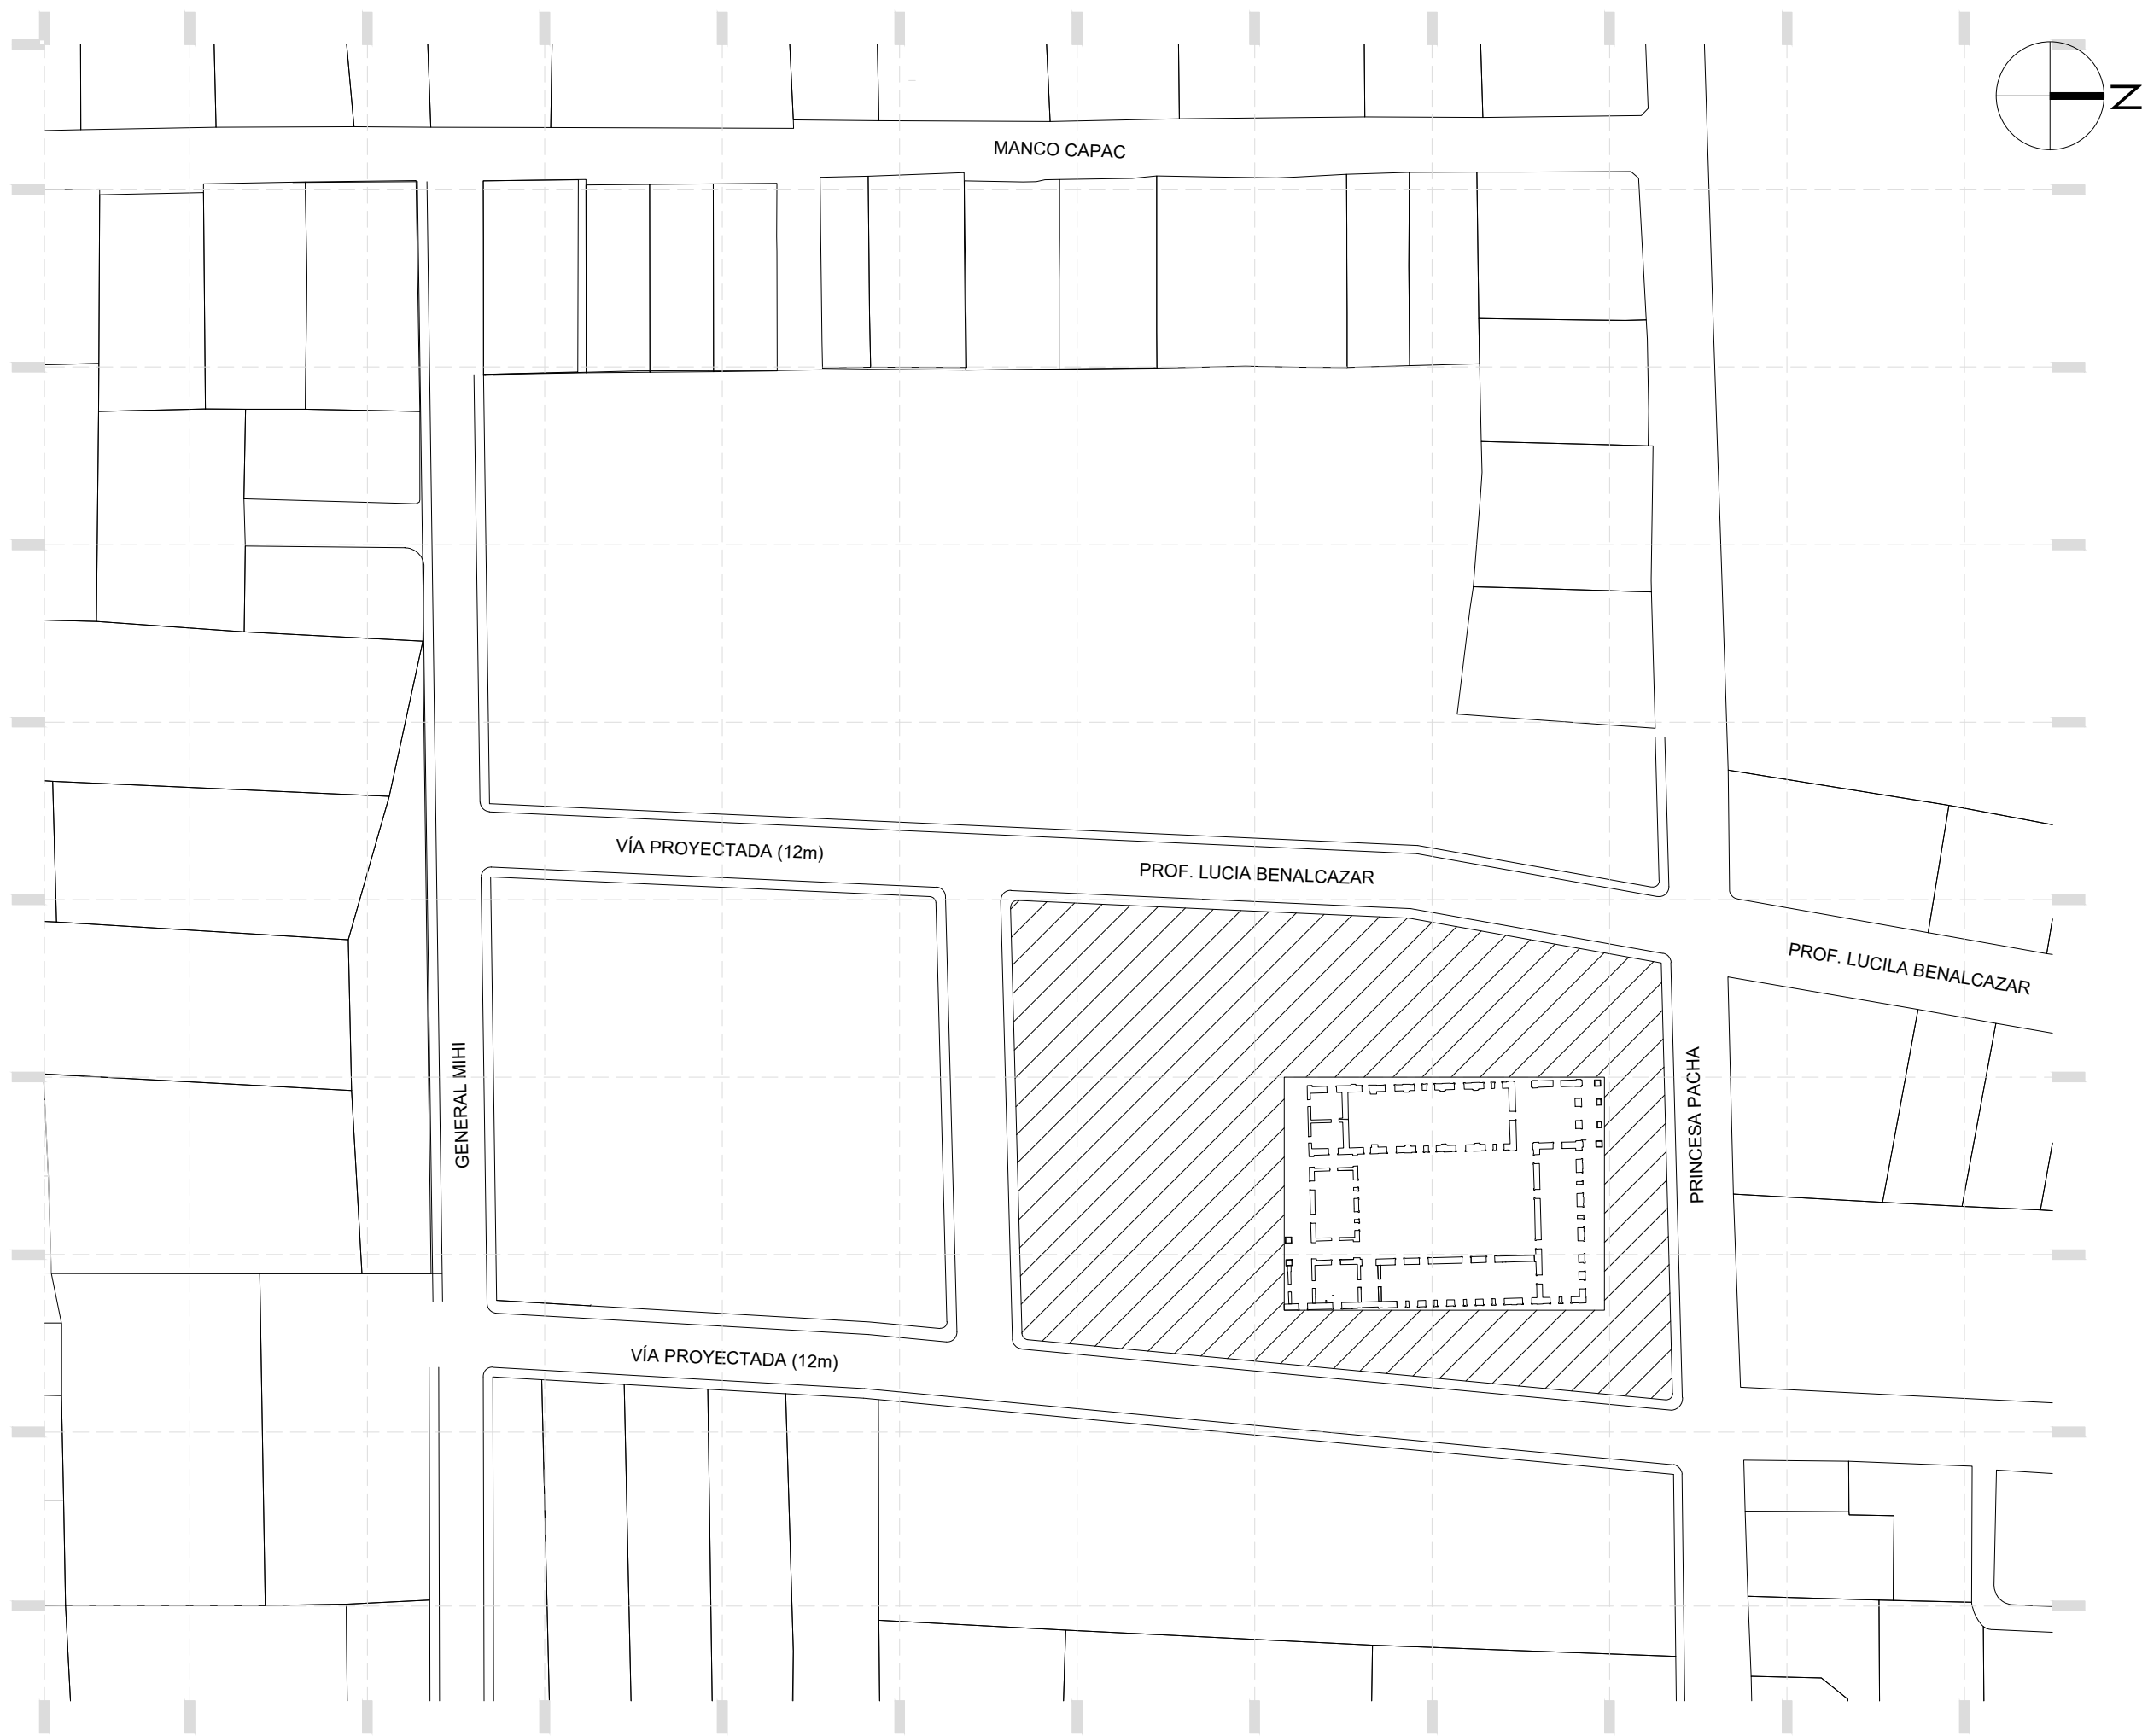 N
MANCO CAPAC
VÍA PROYECTADA (12m)
PROF. LUCIA BENALCAZAR
PROF. LUCILA BENALCAZAR
GENERAL MIHI
PRINCESA PACHA
VÍA PROYECTADA (12m)